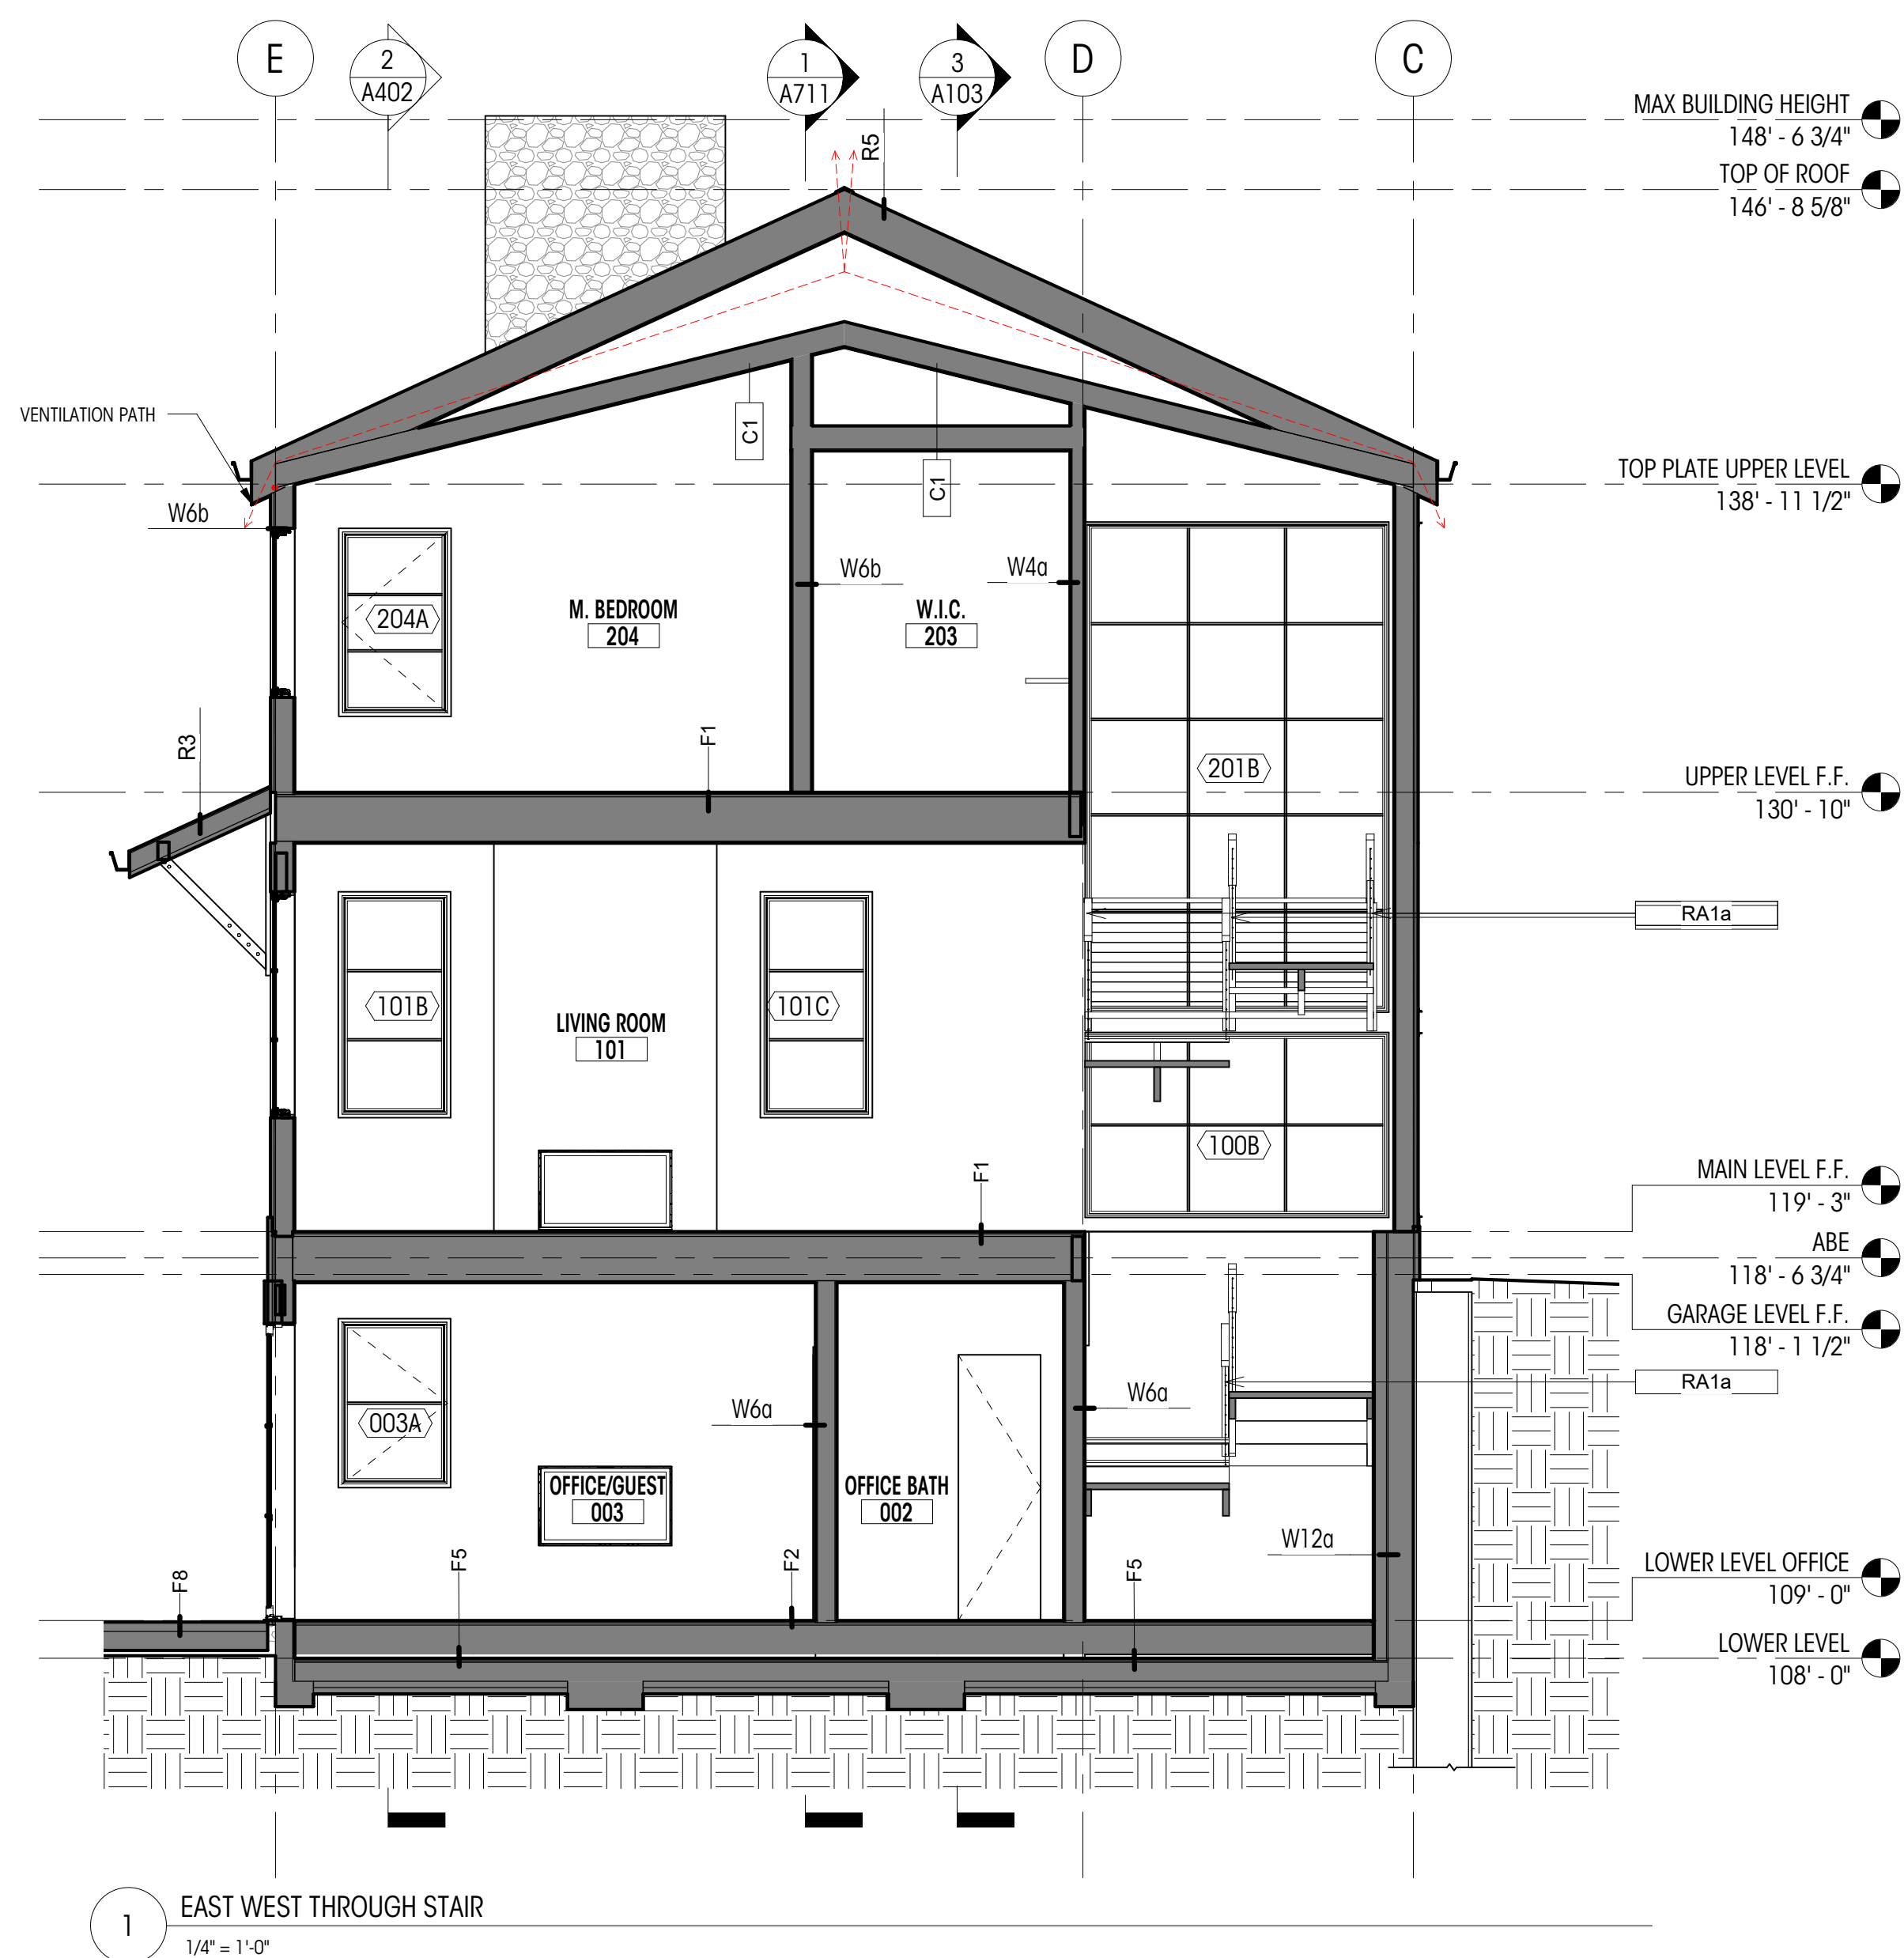 E
2
A402
1
A711
3
A103
D
C
MAX BUILDING HEIGHT
148' - 6 3/4"
R5
TOP OF ROOF
146' - 8 5/8"
VENTILATION PATH
C1
C1
TOP PLATE UPPER LEVEL
138' - 11 1/2"
W6b
W6b
W4a
204A
M. BEDROOM
204
W.I.C.
203
R3
F1
201B
UPPER LEVEL F.F.
130' - 10"
RA1a
101B
LIVING ROOM
101
101C
100B
F1
MAIN LEVEL F.F.
119' - 3"
ABE
118' - 6 3/4"
GARAGE LEVEL F.F.
118' - 1 1/2"
RA1a
003A
W6a
W6a
OFFICE/GUEST
003
OFFICE BATH
002
W12a
F8
F5
F2
F5
LOWER LEVEL OFFICE
109' - 0"
LOWER LEVEL
108' - 0"
1
EAST WEST THROUGH STAIR
1/4" = 1'-0"